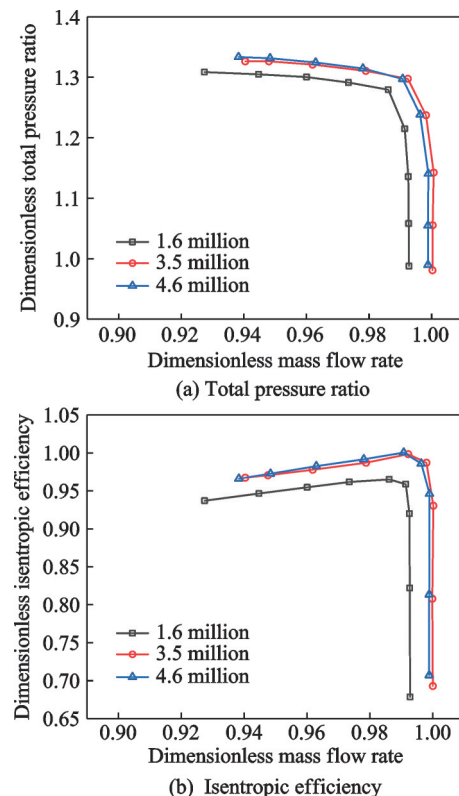 1.4
1.3
1.2
1.1
1.0
0.9
Dimensionless total pressure ratio
1.6 million
3.5 million
4.6 million
0.90 0.92 0.94 0.96 0.98 1.00
Dimensionless mass flow rate
(a) Total pressure ratio
1.05
1.00
0.95
0.90
0.85
0.80
0.75
0.70
0.65
Dimensionless isentropic efficiency
1.6 million
3.5 million
4.6 million
0.90 0.92 0.94 0.96 0.98 1.00
Dimensionless mass flow rate
(b) Isentropic efficiency